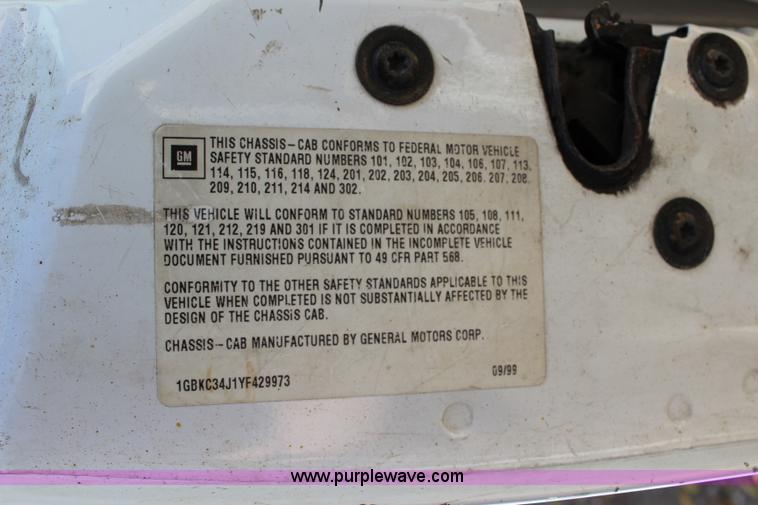 GM
THIS CHASSIS-CAB CONFORMS TO FEDERAL MOTOR VEHICLE
SAFETY STANDARD NUMBERS 101, 102, 103, 104, 106, 107, 113,
114, 115, 116, 118, 124, 201, 202, 203, 204, 205, 206. 207, 208,
209, 210, 211, 214 AND 302.
THIS VEHICLE WILL CONFORM TO STANDARD NUMBERS 105, 108, 111,
120, 121, 212, 219 AND 301 IF IT IS COMPLETED IN ACCORDANCE
WITH THE INSTRUCTIONS CONTAINED IN THE INCOMPLETE VEHICLE
DOCUMENT FURNISHED PURSUANT TO 49 CFR PART 568.
CONFORMITY TO THE OTHER SAFETY STANDARDS APPLICABLE TO THIS
VEHICLE WHEN COMPLETED IS NOT SUBSTANTIALLY AFFECTED BY THE
DESIGN OF THE CHASSIS CAB.
CHASSIS-CAB MANUFACTURED BY GENERAL MOTORS CORP.
1GBKC34J1YF429973 09/99
www.purplewave.com